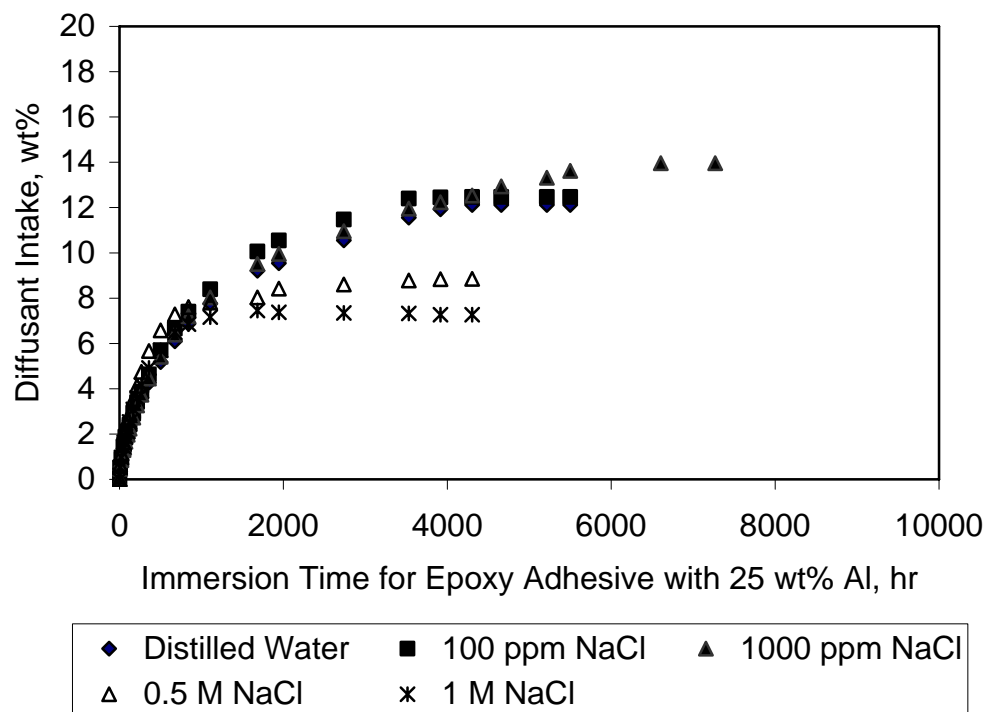 20
18
16
14
12
10
8
6
4
2
0
Diffusant Intake, wt%
0 2000 4000 6000 8000 10000
Immersion Time for Epoxy Adhesive with 25 wt% Al, hr
Distilled Water 100 ppm NaCl 1000 ppm NaCl
0.5 M NaCl 1 M NaCl